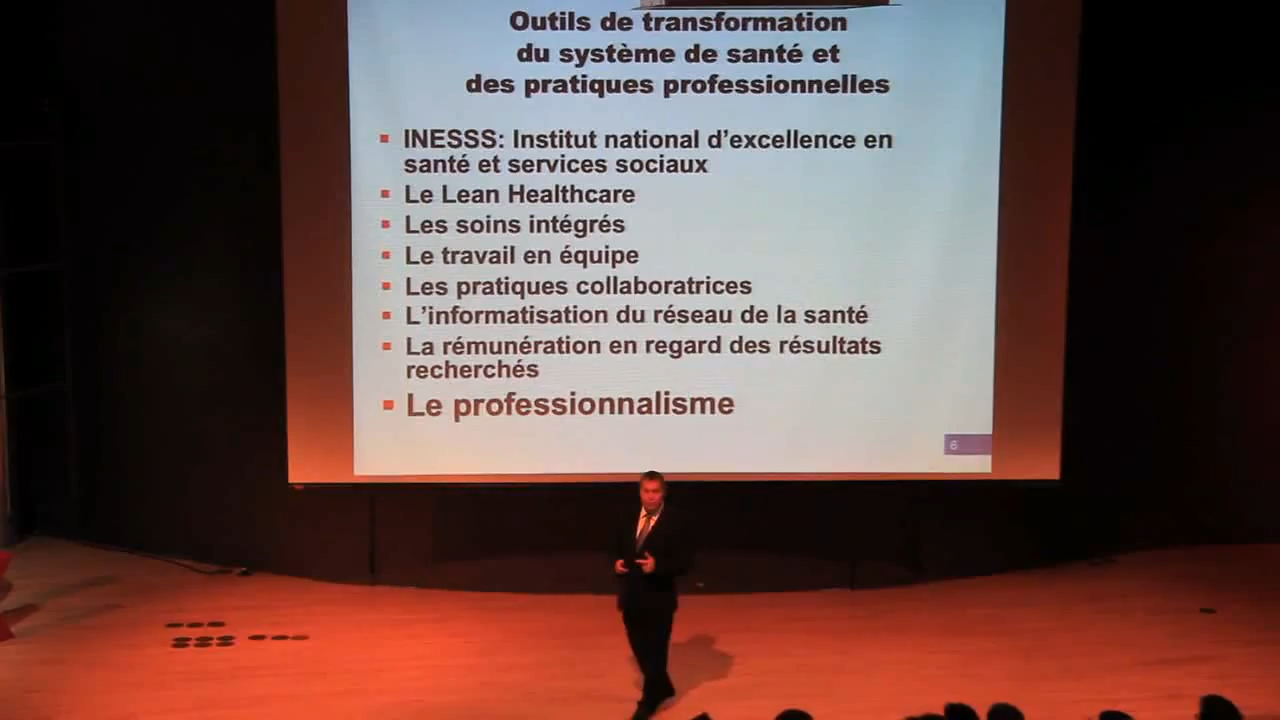 Outils de transformation
du système de santé et
des pratiques professionnelles
INESSS: Institut national d'excellence en
santé et services sociaux
Le Lean Healthcare
Les soins intégrés
Le travail en équipe
Les pratiques collaboratrices
L'informatisation du réseau de la santé
La rémunération en regard des résultats
recherchés
Le professionnalisme
6